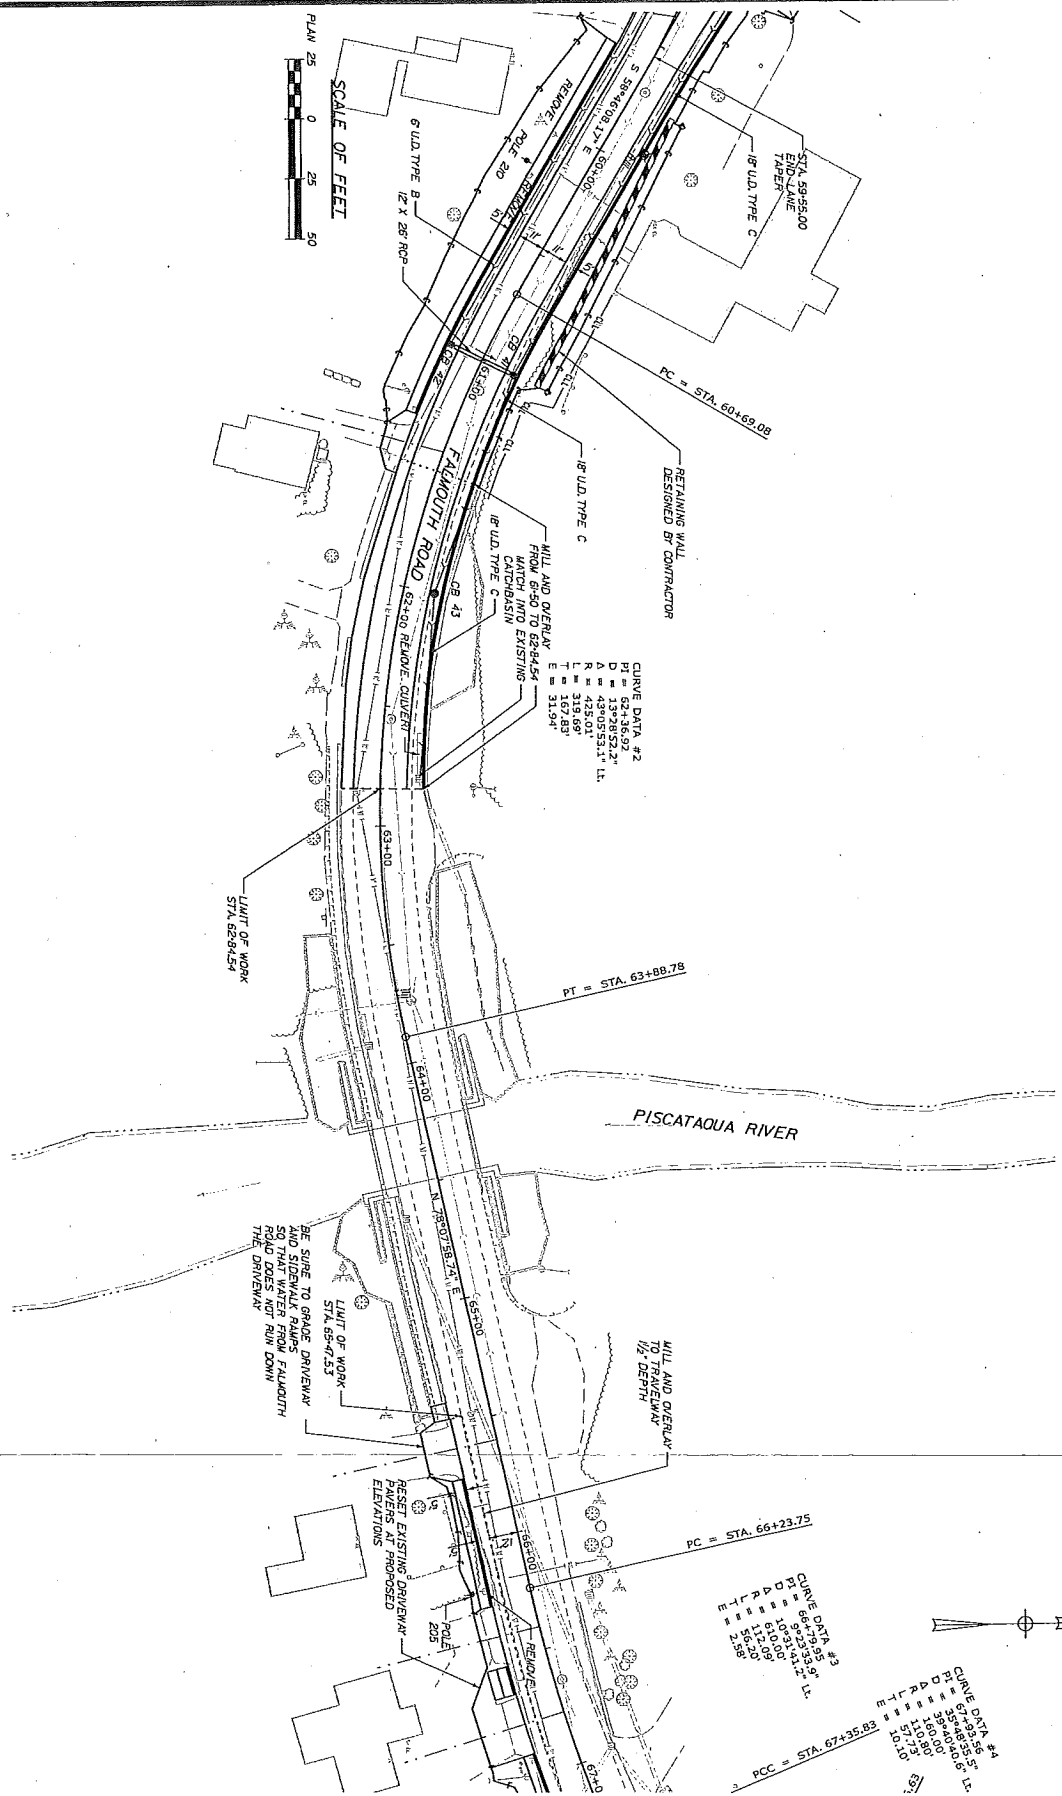 PLAN
25
0
25
50
SCALE OF FEET
REMOVE
POLE 210
REMOVE
6" U.D. TYPE B
12" X 26' RCP
S 58°46'08.17" E
60+00
STA. 59+55.00
END LANE
TAPER
18" U.D. TYPE C
5'
11'
11'
5'
CB 41
CB 42
61+00
PC = STA. 60+69.08
RETAINING WALL
DESIGNED BY CONTRACTOR
18" U.D. TYPE C
FALMOUTH ROAD
MILL AND OVERLAY
FROM 61+50 TO 62+84.54
MATCH INTO EXISTING
CATCHBASIN
18" U.D. TYPE C
CB 43
62+00
REMOVE CULVERT
CURVE DATA #2
PI = 62+36.92
D = 13°28'52.2"
Δ = 43°05'53.1" Lt.
R = 425.01'
L = 319.69'
T = 167.83'
E = 31.94'
63+00
LIMIT OF WORK
STA. 62+84.54
PT = STA. 63+88.78
64+00
PISCATAQUA RIVER
N 78°07'58.74" E
65+00
LIMIT OF WORK
STA. 65+47.53
BE SURE TO GRADE DRIVEWAY
AND SIDEWALK RAMPS
SO THAT WATER FROM FALMOUTH
ROAD DOES NOT RUN DOWN
THE DRIVEWAY
MILL AND OVERLAY
TO TRAVELWAY
1½" DEPTH
RESET EXISTING DRIVEWAY
PAVERS AT PROPOSED
ELEVATIONS
5'
66+00
PC = STA. 66+23.75
POLE
205
REMOVE
CURVE DATA #3
PI = 66+79.95
D = 9°23'33.9"
Δ = 10°31'41.2" Lt.
R = 610.00'
L = 112.09'
T = 56.20'
E = 2.58'
67+0
PCC = STA. 67+35.83
CURVE DATA #4
PI = 67+93.56
D = 35°48'35.5"
Δ = 39°40'40.6" Lt.
R = 160.00'
L = 110.80'
T = 57.73'
E = 10.10'